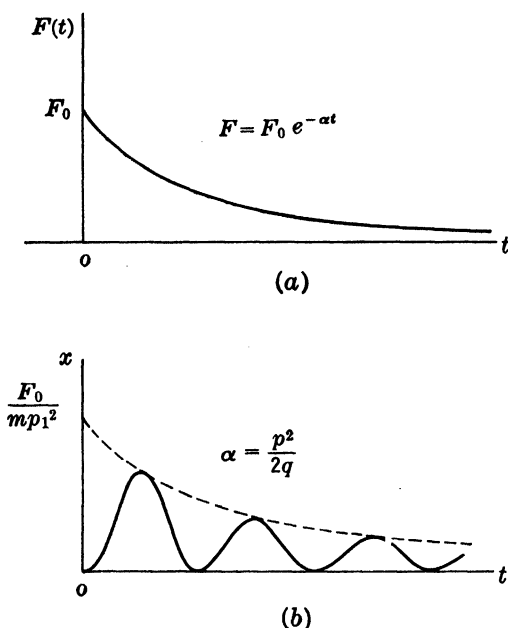 F(t)
F₀
F = F₀ e^{-αt}
o
t
(a)
x
F₀
mp₁²
α = p²
2q
o
t
(b)